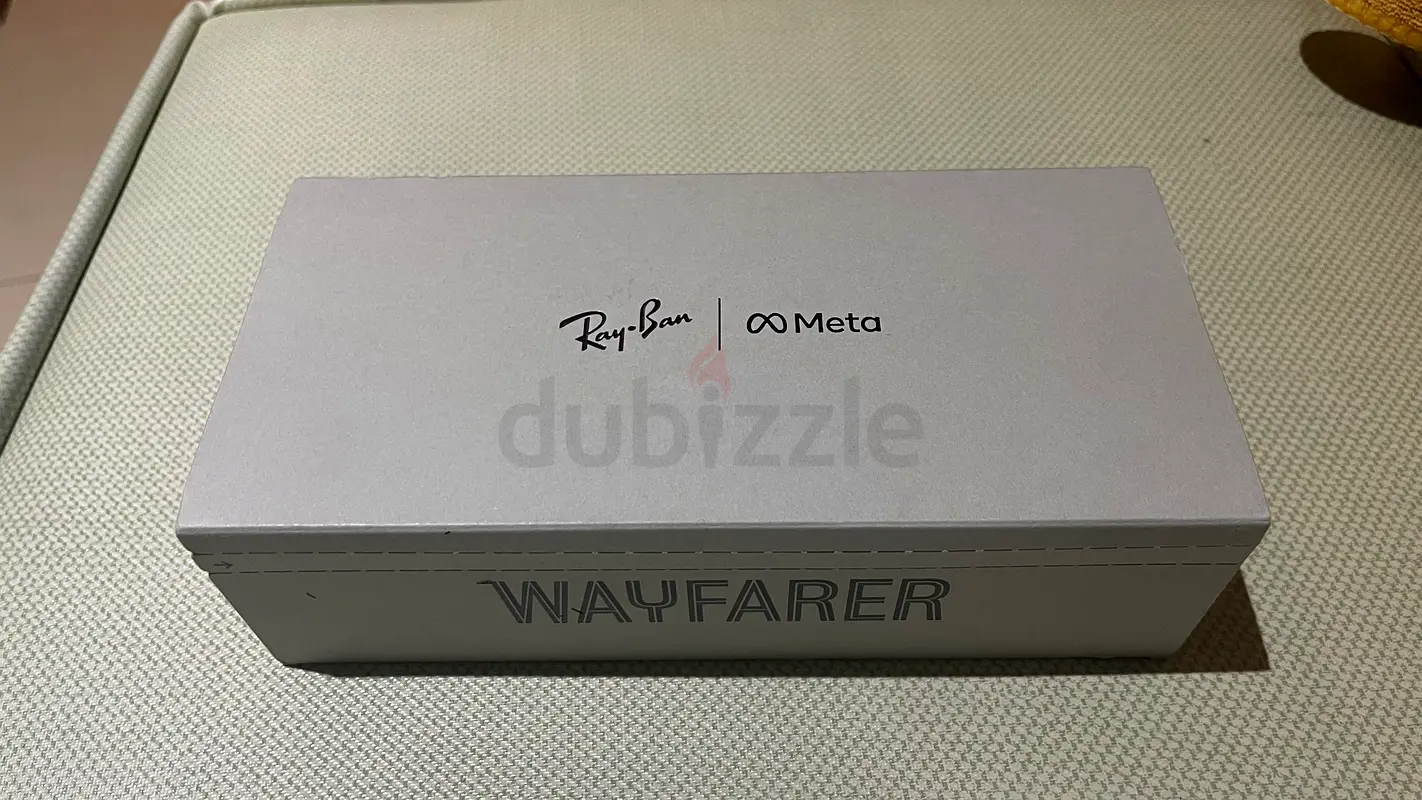 Ray-Ban | Meta
dubizzle
WAYFARER